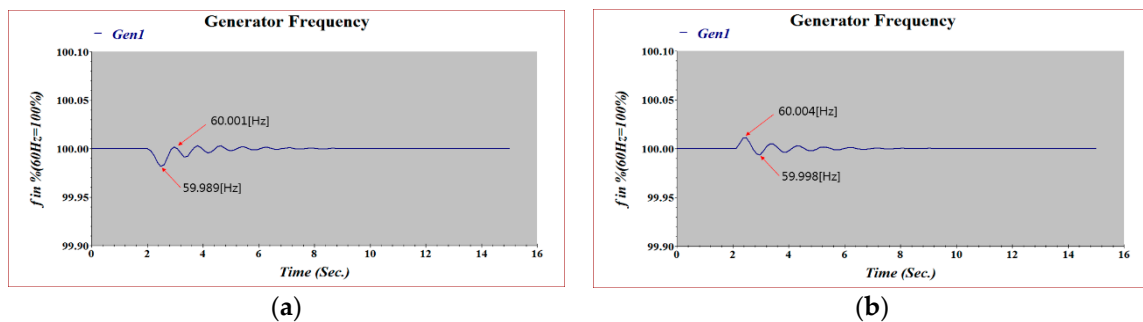 Generator Frequency
– Gen1
f in %(60Hz=100%)
100.10
100.05
100.00
99.95
99.90
60.001[Hz]
59.989[Hz]
0 2 4 6 8 10 12 14 16
Time (Sec.)
(a)
Generator Frequency
– Gen1
f in %(60Hz=100%)
100.10
100.05
100.00
99.95
99.90
60.004[Hz]
59.998[Hz]
0 2 4 6 8 10 12 14 16
Time (Sec.)
(b)